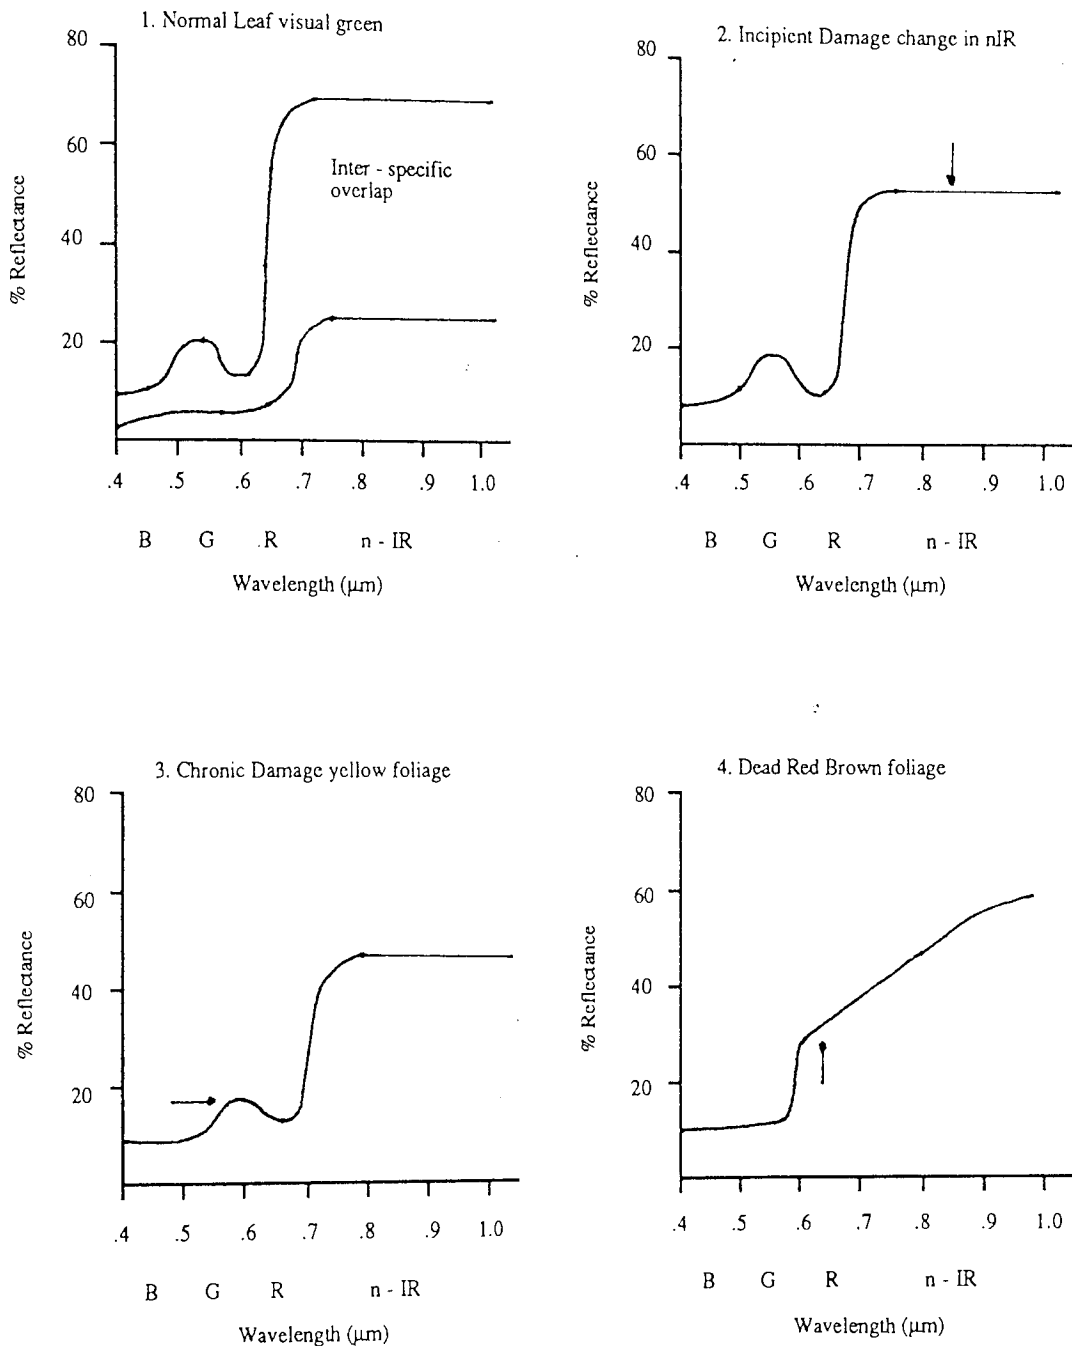 1. Normal Leaf visual green
80
60
40
20
% Reflectance
Inter - specific
overlap
.4 .5 .6 .7 .8 .9 1.0
B G R n - IR
Wavelength (μm)
2. Incipient Damage change in nIR
80
60
40
20
% Reflectance
.4 .5 .6 .7 .8 .9 1.0
B G R n - IR
Wavelength (μm)
3. Chronic Damage yellow foliage
80
60
40
20
% Reflectance
.4 .5 .6 .7 .8 .9 1.0
B G R n - IR
Wavelength (μm)
4. Dead Red Brown foliage
80
60
40
20
% Reflectance
.4 .5 .6 .7 .8 .9 1.0
B G R n - IR
Wavelength (μm)